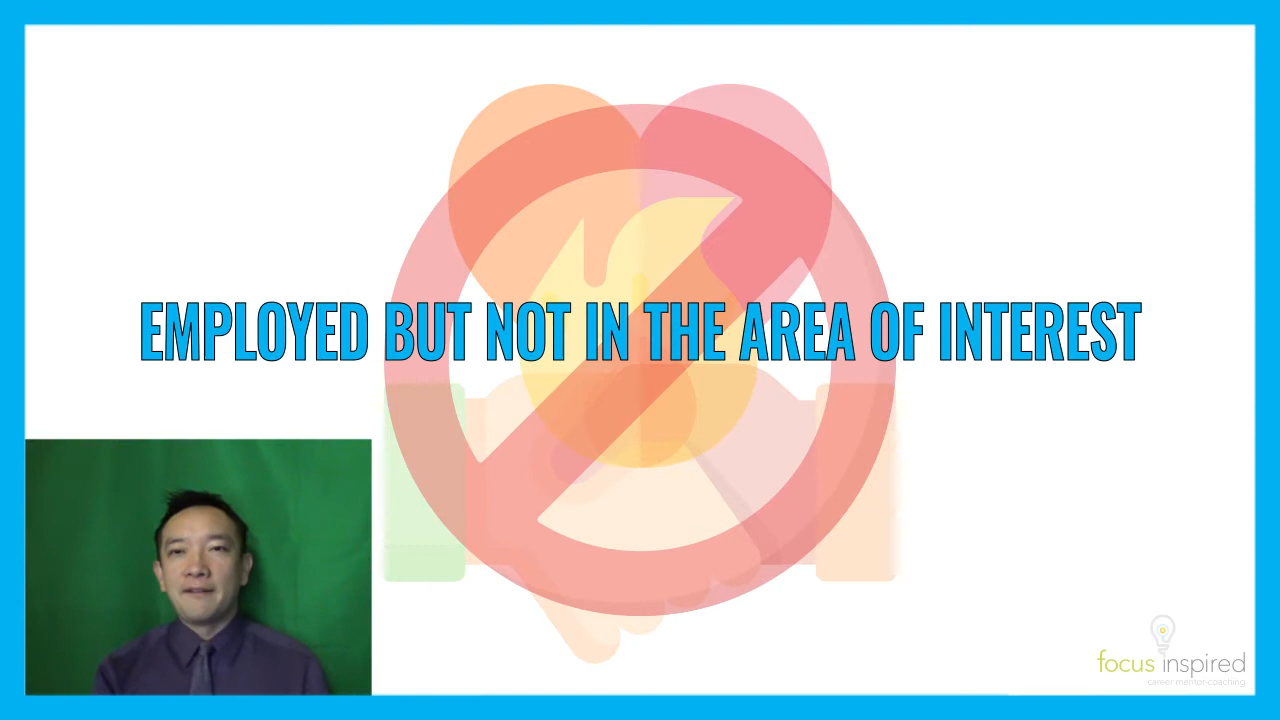 EMPLOYED BUT NOT IN THE AREA OF INTEREST
focus inspired
career mentor-coaching